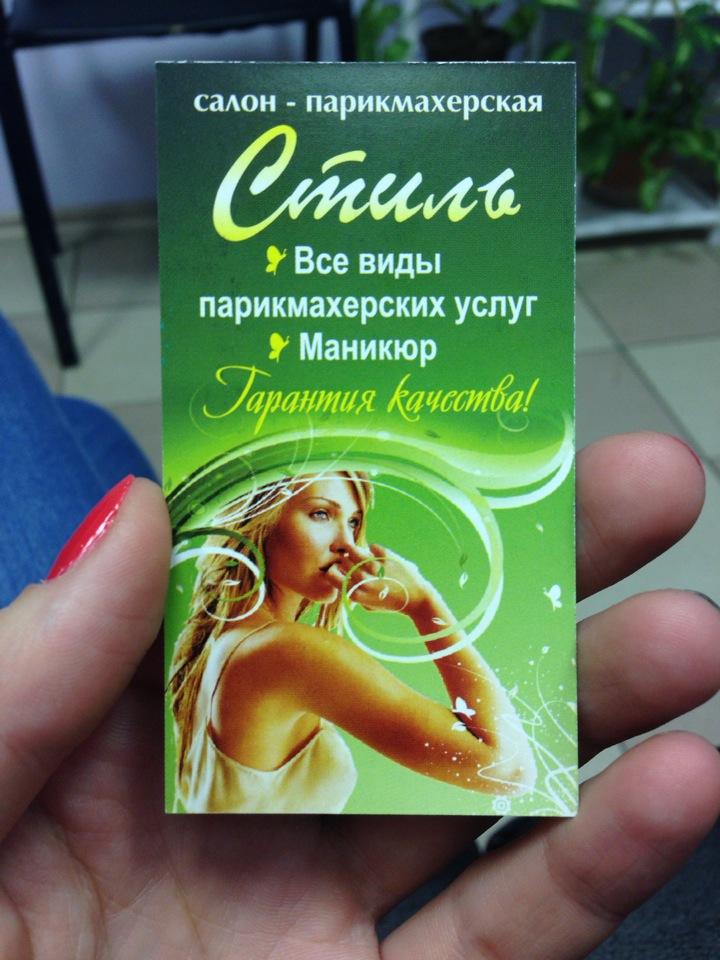 салон - парикмахерская
Стиль
Все виды
парикмахерских услуг
Маникюр
Гарантия качества!